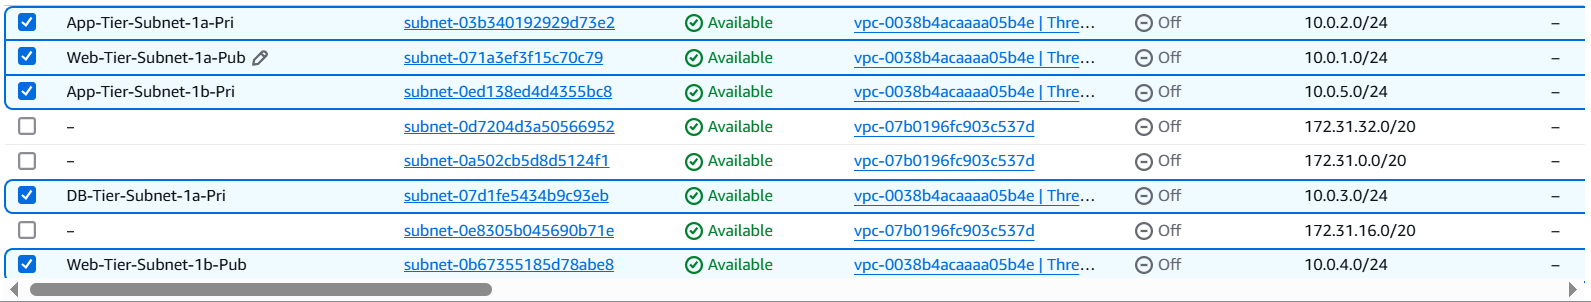 App-Tier-Subnet-1a-Pri subnet-03b340192929d73e2 Available vpc-0038b4acaaaa05b4e | Thre... Off 10.0.2.0/24 –
Web-Tier-Subnet-1a-Pub subnet-071a3ef3f15c70c79 Available vpc-0038b4acaaaa05b4e | Thre... Off 10.0.1.0/24 –
App-Tier-Subnet-1b-Pri subnet-0ed138ed4d4355bc8 Available vpc-0038b4acaaaa05b4e | Thre... Off 10.0.5.0/24 –
– subnet-0d7204d3a50566952 Available vpc-07b0196fc903c537d Off 172.31.32.0/20 –
– subnet-0a502cb5d8d5124f1 Available vpc-07b0196fc903c537d Off 172.31.0.0/20 –
DB-Tier-Subnet-1a-Pri subnet-07d1fe5434b9c93eb Available vpc-0038b4acaaaa05b4e | Thre... Off 10.0.3.0/24 –
– subnet-0e8305b045690b71e Available vpc-07b0196fc903c537d Off 172.31.16.0/20 –
Web-Tier-Subnet-1b-Pub subnet-0b67355185d78abe8 Available vpc-0038b4acaaaa05b4e | Thre... Off 10.0.4.0/24 –